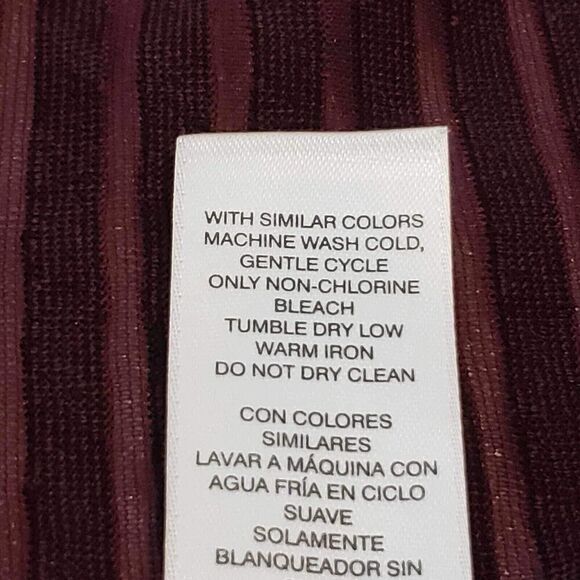 WITH SIMILAR COLORS
MACHINE WASH COLD,
GENTLE CYCLE
ONLY NON-CHLORINE
BLEACH
TUMBLE DRY LOW
WARM IRON
DO NOT DRY CLEAN
CON COLORES
SIMILARES
LAVAR A MÁQUINA CON
AGUA FRÍA EN CICLO
SUAVE
SOLAMENTE
BLANQUEADOR SIN